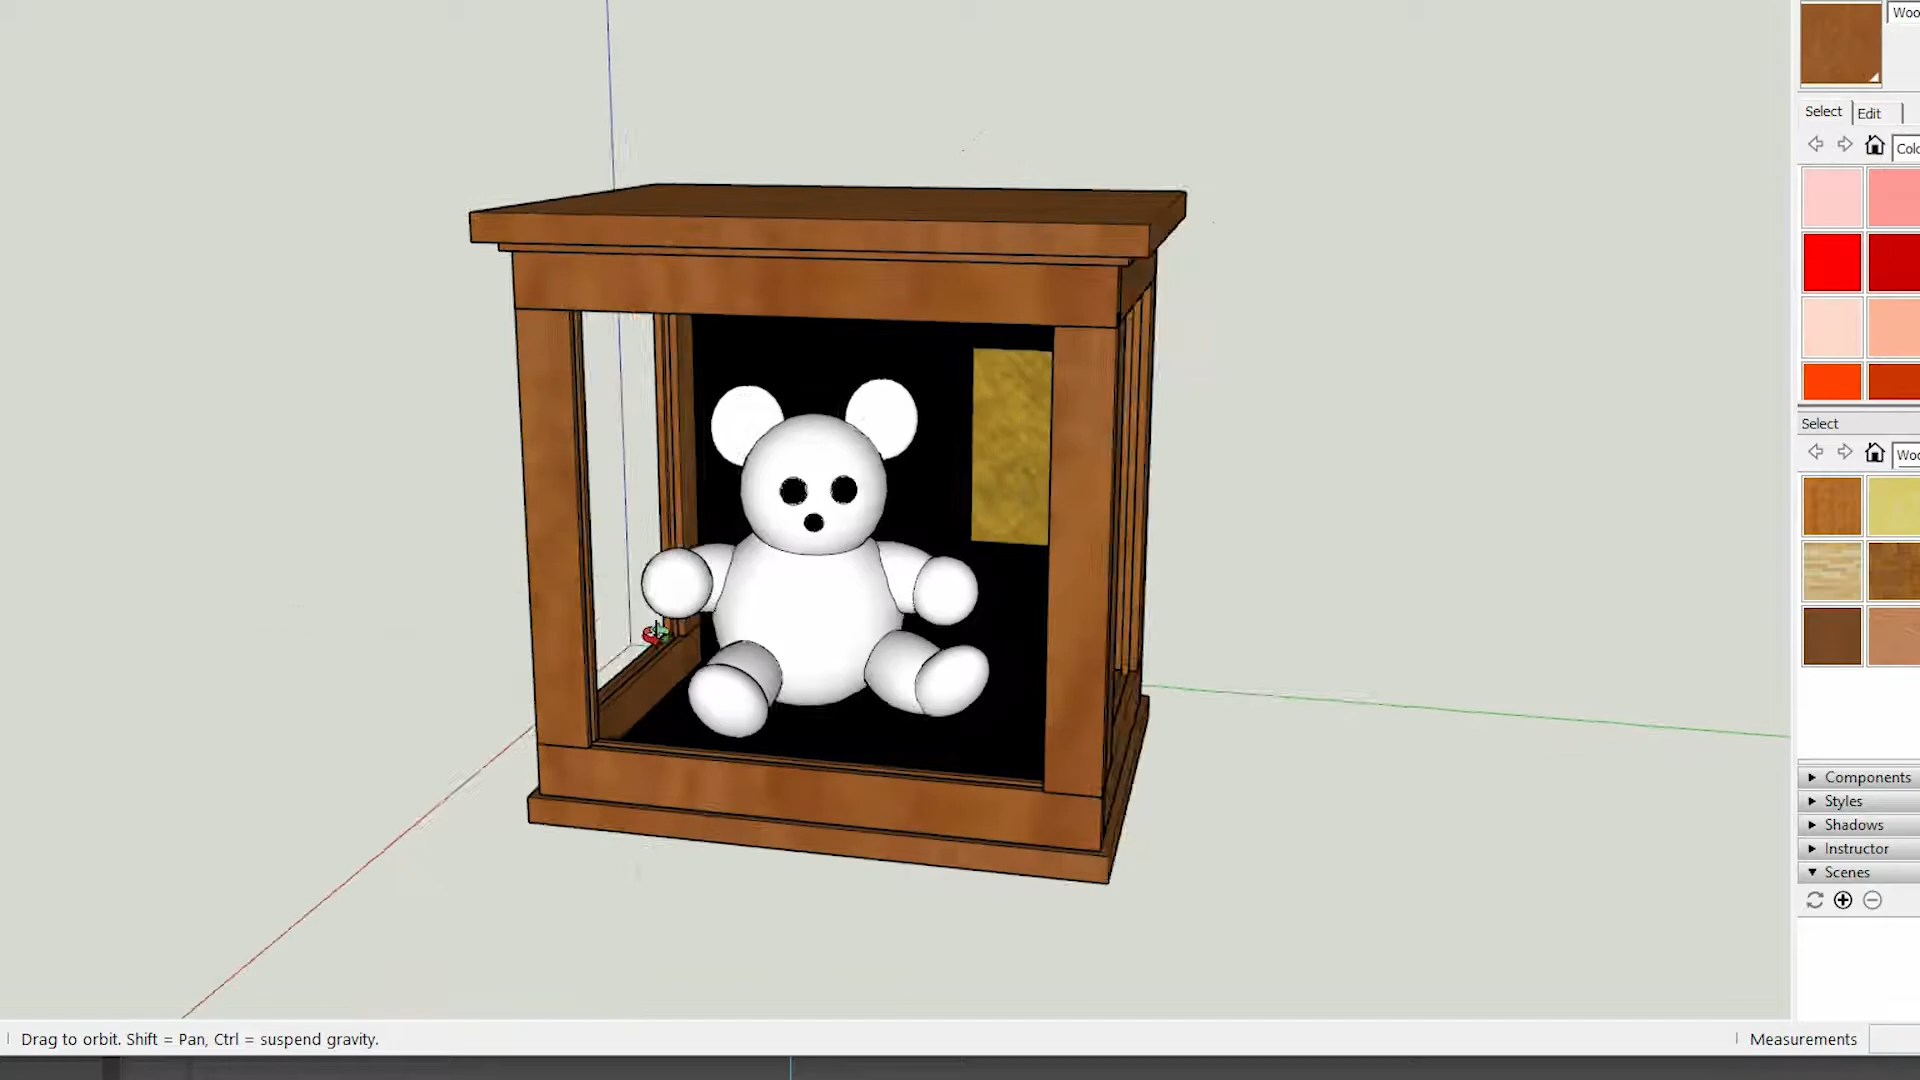 Woo
Select
Edit
Colo
Select
Woo
Components
Styles
Shadows
Instructor
Scenes
Drag to orbit. Shift = Pan, Ctrl = suspend gravity.
Measurements